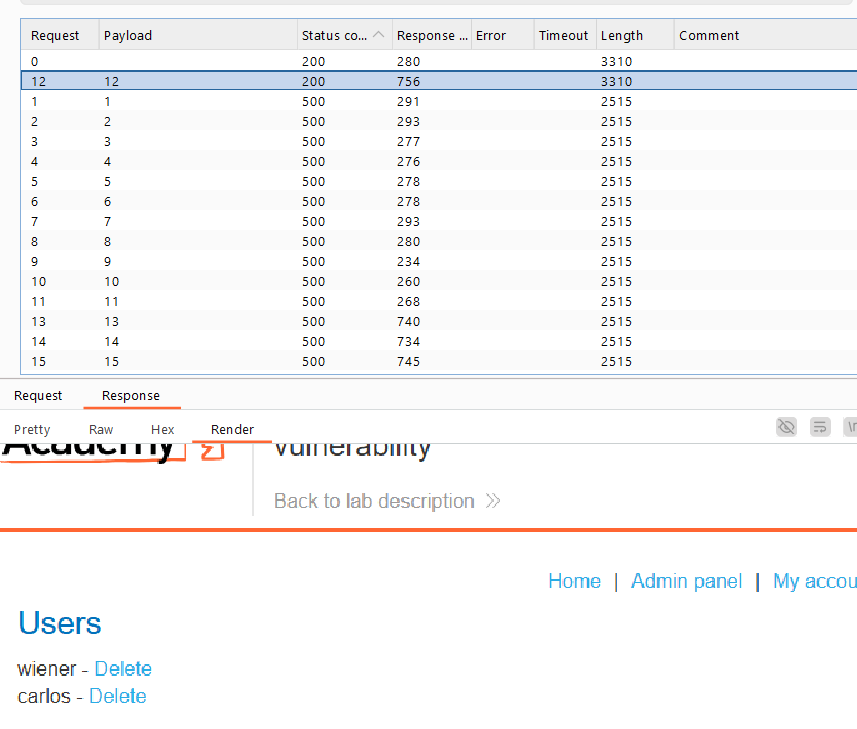 Request Payload Status co... Response ... Error Timeout Length Comment
0 200 280 3310
12 12 200 756 3310
1 1 500 291 2515
2 2 500 293 2515
3 3 500 277 2515
4 4 500 276 2515
5 5 500 278 2515
6 6 500 278 2515
7 7 500 293 2515
8 8 500 280 2515
9 9 500 234 2515
10 10 500 260 2515
11 11 500 268 2515
13 13 500 740 2515
14 14 500 734 2515
15 15 500 745 2515
Request Response
Pretty Raw Hex Render
Academy vulnerability
Back to lab description
Home | Admin panel | My accou
Users
wiener - Delete
carlos - Delete